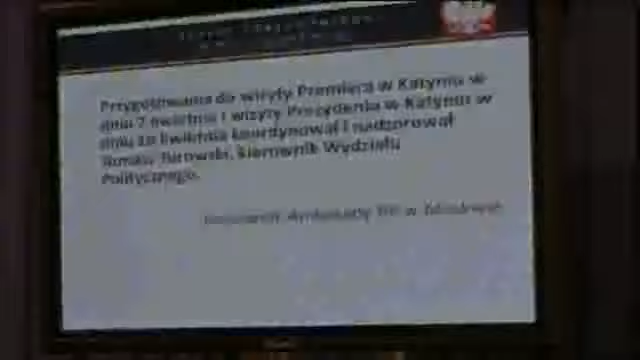 Przygotowania do wizyty Premiera w Katyniu w
dniu 7 kwietnia i wizyty Prezydenta w Katyniu w
dniu 10 kwietnia koordynował i nadzorował
Tomasz Turowski, kierownik Wydziału
Politycznego.
Ambasady RP w Moskwie